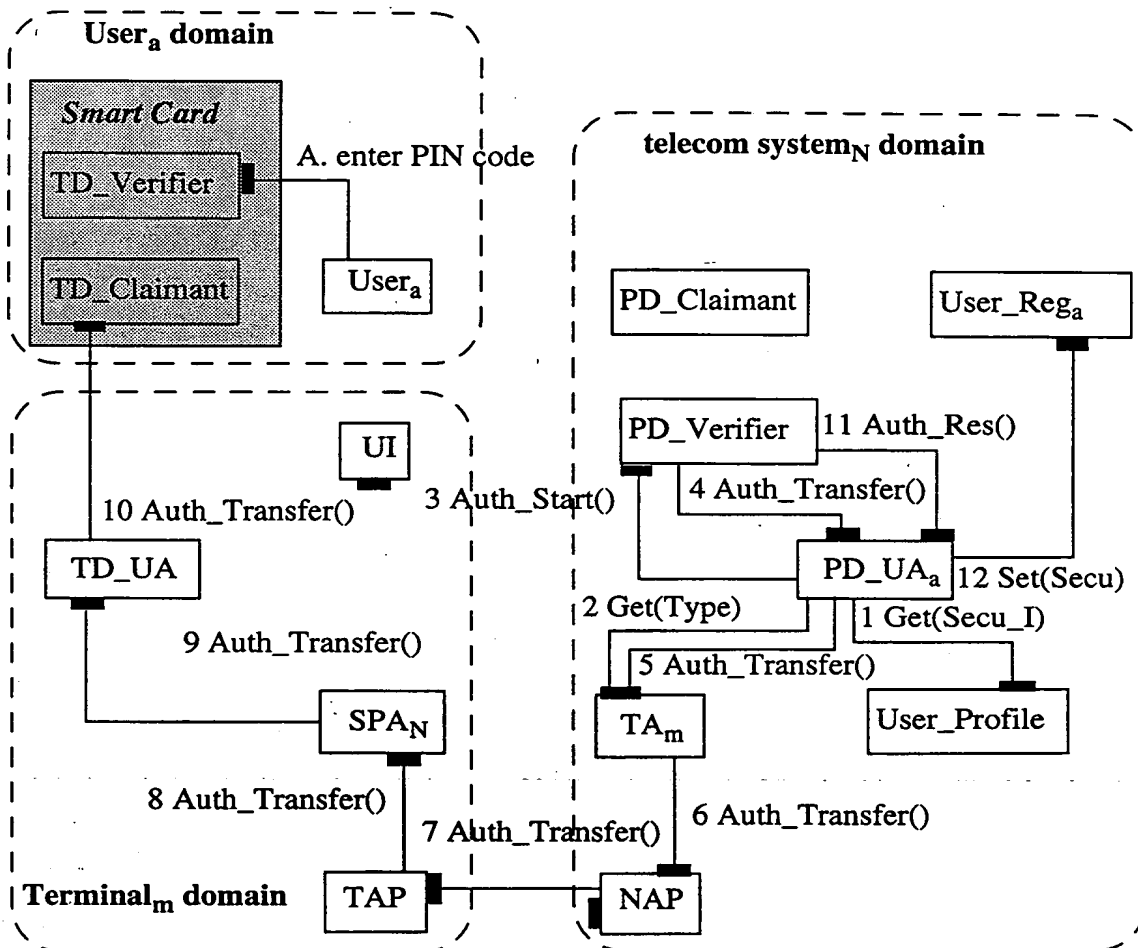 User_a domain
Smart Card
TD_Verifier
A. enter PIN code
TD_Claimant
User_a
telecom system_N domain
PD_Claimant
User_Reg_a
PD_Verifier
11 Auth_Res()
UI
3 Auth_Start()
4 Auth_Transfer()
10 Auth_Transfer()
TD_UA
PD_UA_a
12 Set(Secu)
2 Get(Type)
1 Get(Secu_I)
9 Auth_Transfer()
5 Auth_Transfer()
SPA_N
TA_m
User_Profile
8 Auth_Transfer()
7 Auth_Transfer()
6 Auth_Transfer()
Terminal_m domain
TAP
NAP